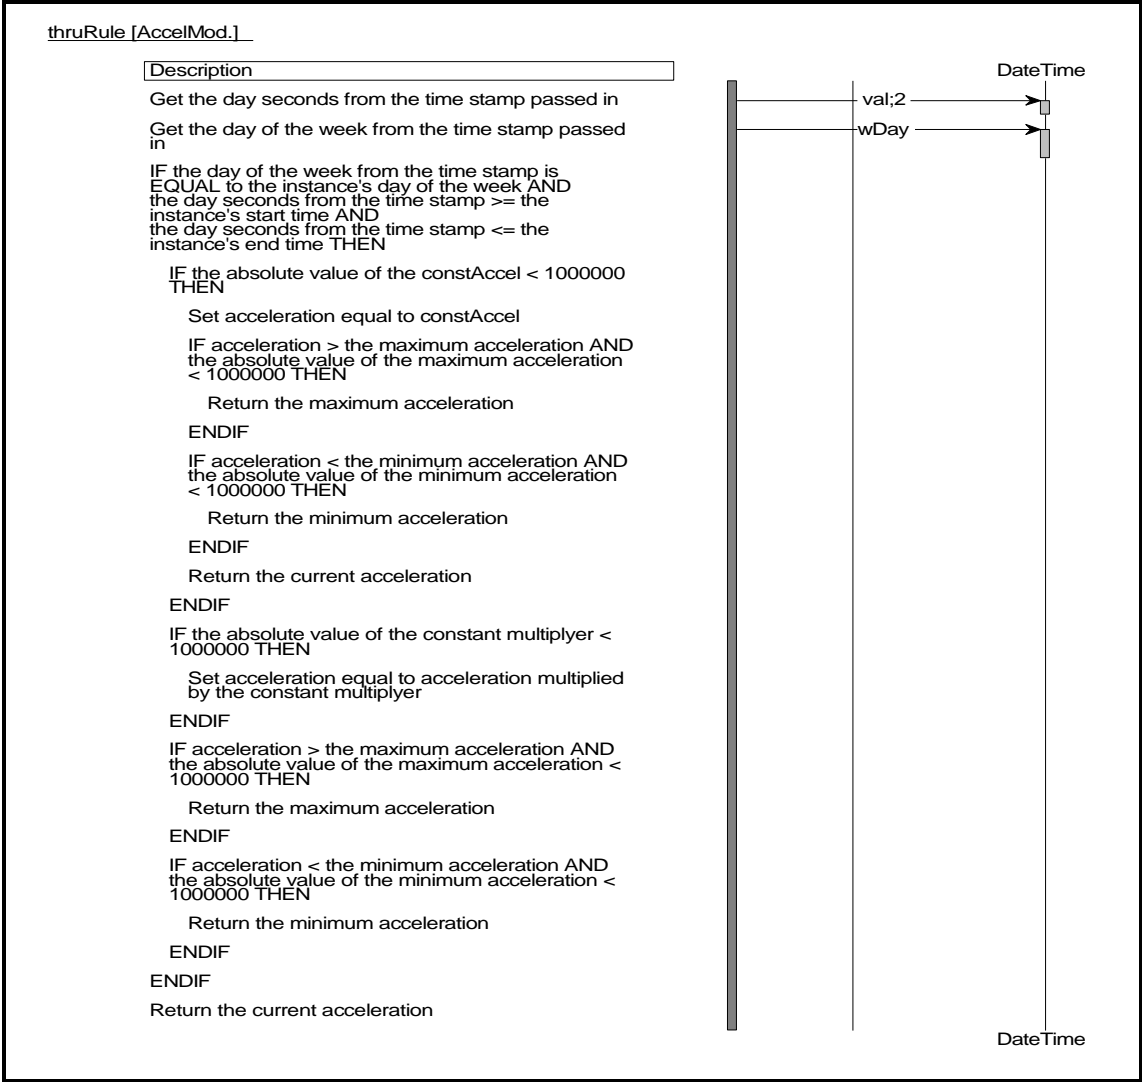 thruRule [AccelMod.]
Description
DateTime
Get the day seconds from the time stamp passed in
val;2
Get the day of the week from the time stamp passed
in
wDay
IF the day of the week from the time stamp is
EQUAL to the instance's day of the week AND
the day seconds from the time stamp >= the
instance's start time AND
the day seconds from the time stamp <= the
instance's end time THEN
IF the absolute value of the constAccel < 1000000
THEN
Set acceleration equal to constAccel
IF acceleration > the maximum acceleration AND
the absolute value of the maximum acceleration
< 1000000 THEN
Return the maximum acceleration
ENDIF
IF acceleration < the minimum acceleration AND
the absolute value of the minimum acceleration
< 1000000 THEN
Return the minimum acceleration
ENDIF
Return the current acceleration
ENDIF
IF the absolute value of the constant multiplyer <
1000000 THEN
Set acceleration equal to acceleration multiplied
by the constant multiplyer
ENDIF
IF acceleration > the maximum acceleration AND
the absolute value of the maximum acceleration <
1000000 THEN
Return the maximum acceleration
ENDIF
IF acceleration < the minimum acceleration AND
the absolute value of the minimum acceleration <
1000000 THEN
Return the minimum acceleration
ENDIF
ENDIF
Return the current acceleration
DateTime